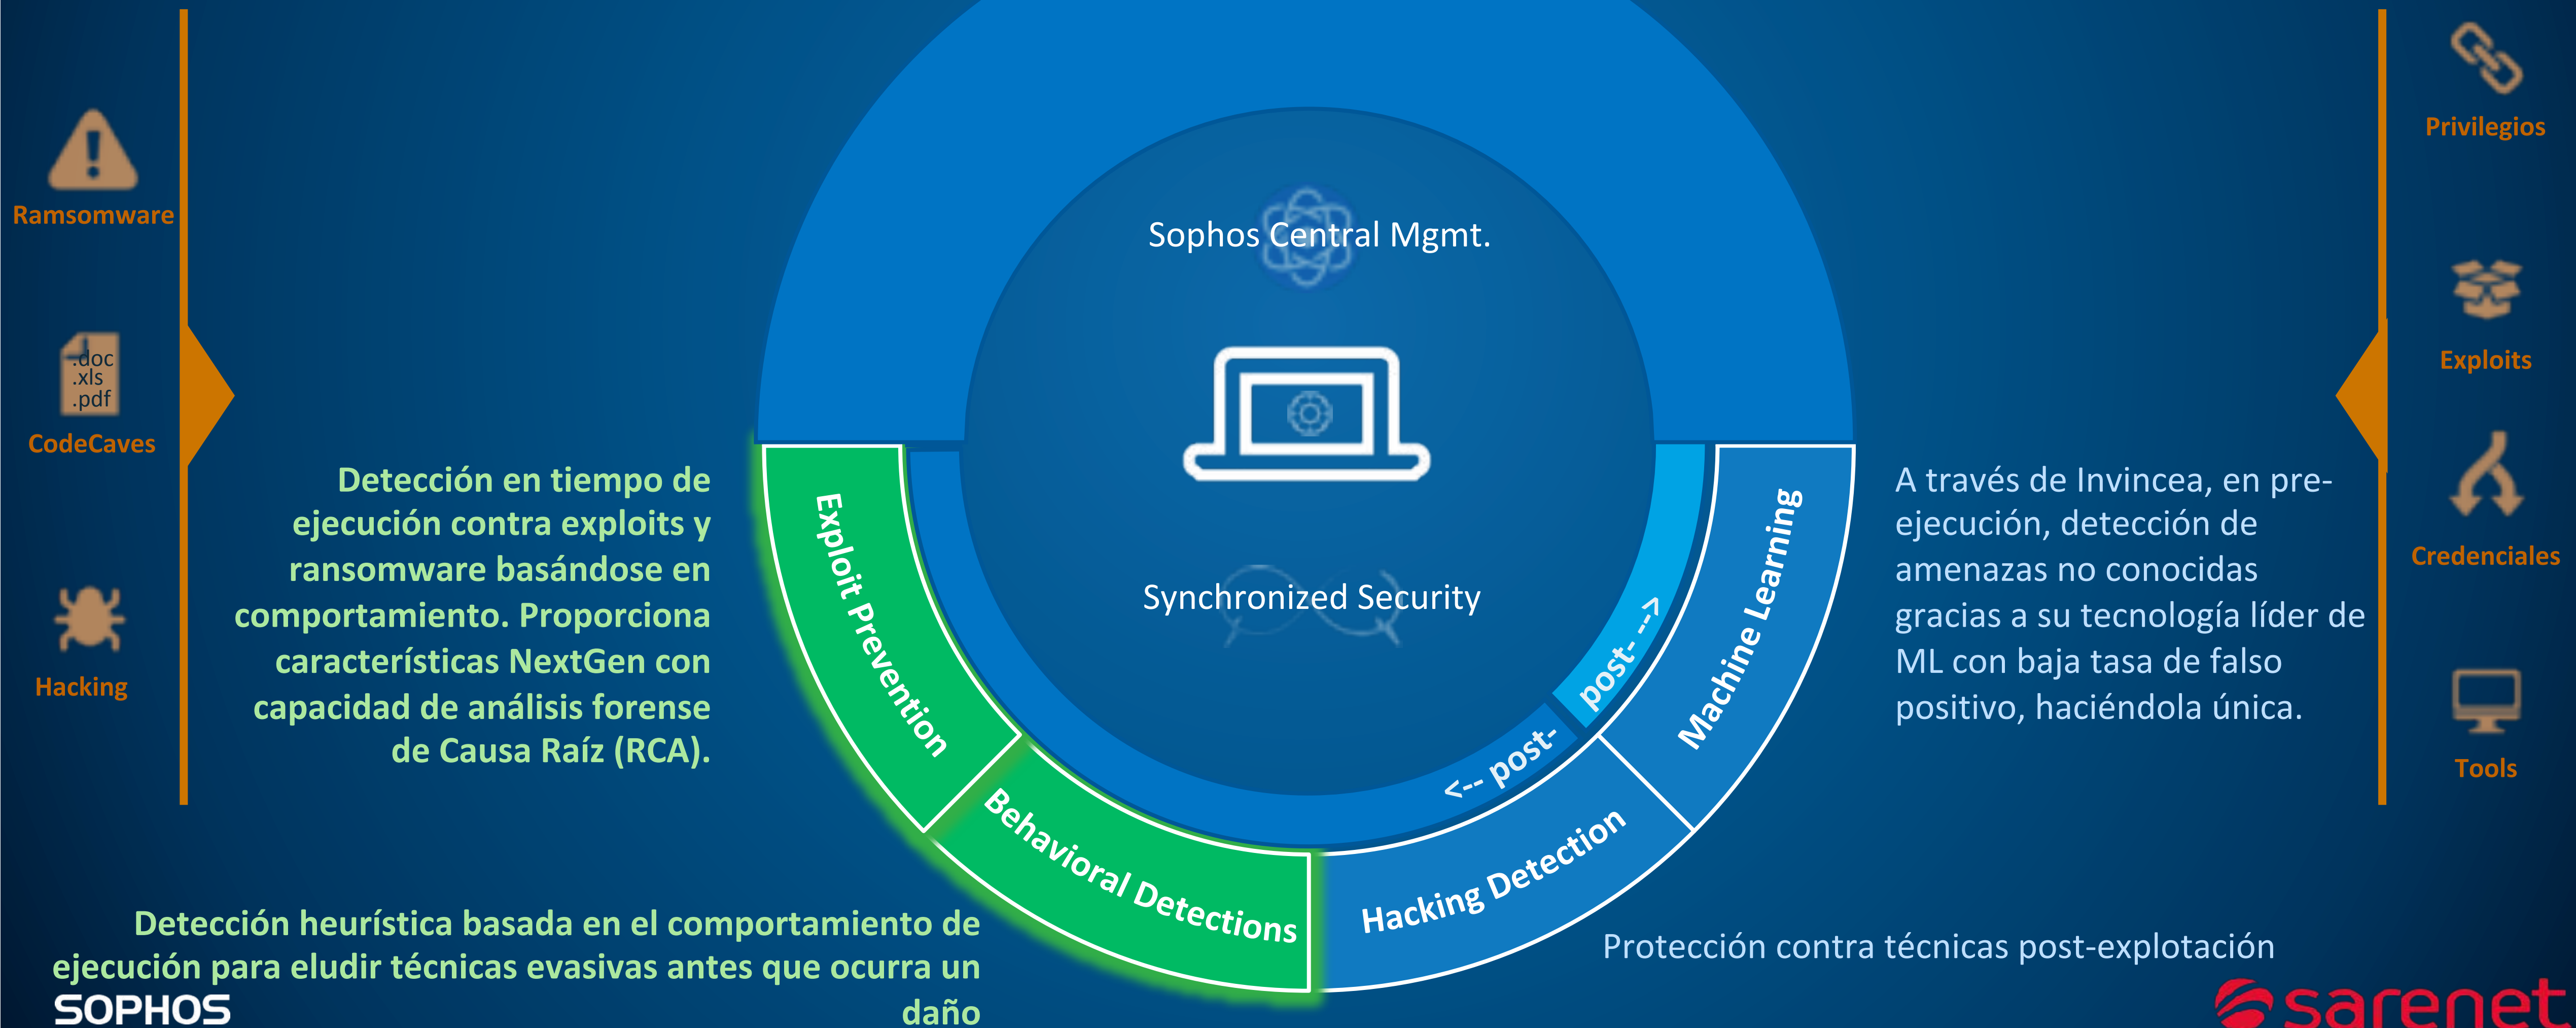 Ramsomware
.doc
.xls
.pdf
CodeCaves
Hacking
Sophos Central Mgmt.
Synchronized Security
Privilegios
Exploits
Credenciales
Tools
Detección en tiempo de
ejecución contra exploits y
ransomware basándose en
comportamiento. Proporciona
características NextGen con
capacidad de análisis forense
de Causa Raíz (RCA).
Exploit Prevention
Behavioral Detections
Hacking Detection
Machine Learning
<-- post-
post- -->
A través de Invincea, en pre-
ejecución, detección de
amenazas no conocidas
gracias a su tecnología líder de
ML con baja tasa de falso
positivo, haciéndola única.
Detección heurística basada en el comportamiento de
ejecución para eludir técnicas evasivas antes que ocurra un
daño
Protección contra técnicas post-explotación
SOPHOS
sarenet